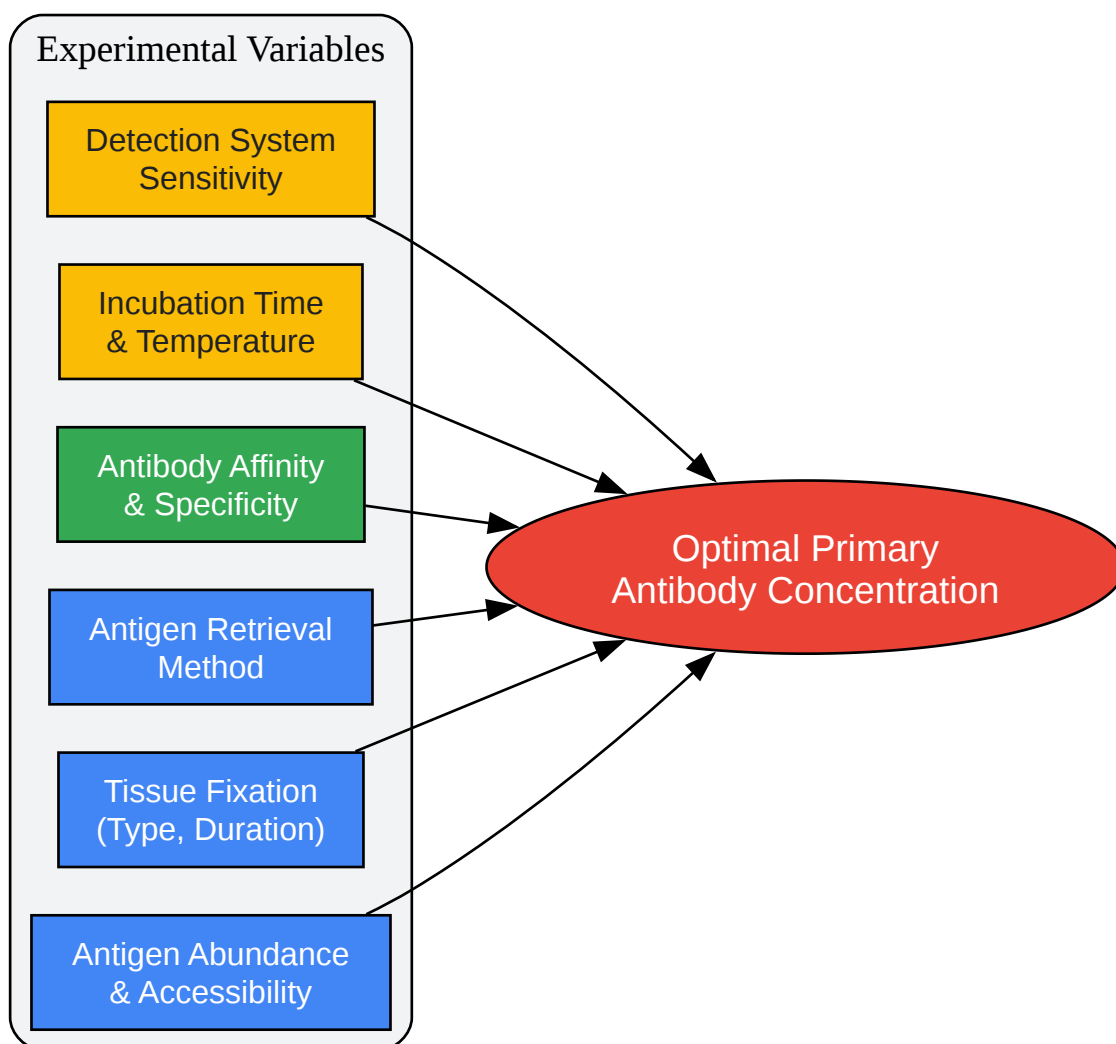 Experimental Variables
Detection System
Sensitivity
Incubation Time
& Temperature
Antibody Affinity
& Specificity
Antigen Retrieval
Method
Tissue Fixation
(Type, Duration)
Antigen Abundance
& Accessibility
Optimal Primary
Antibody Concentration